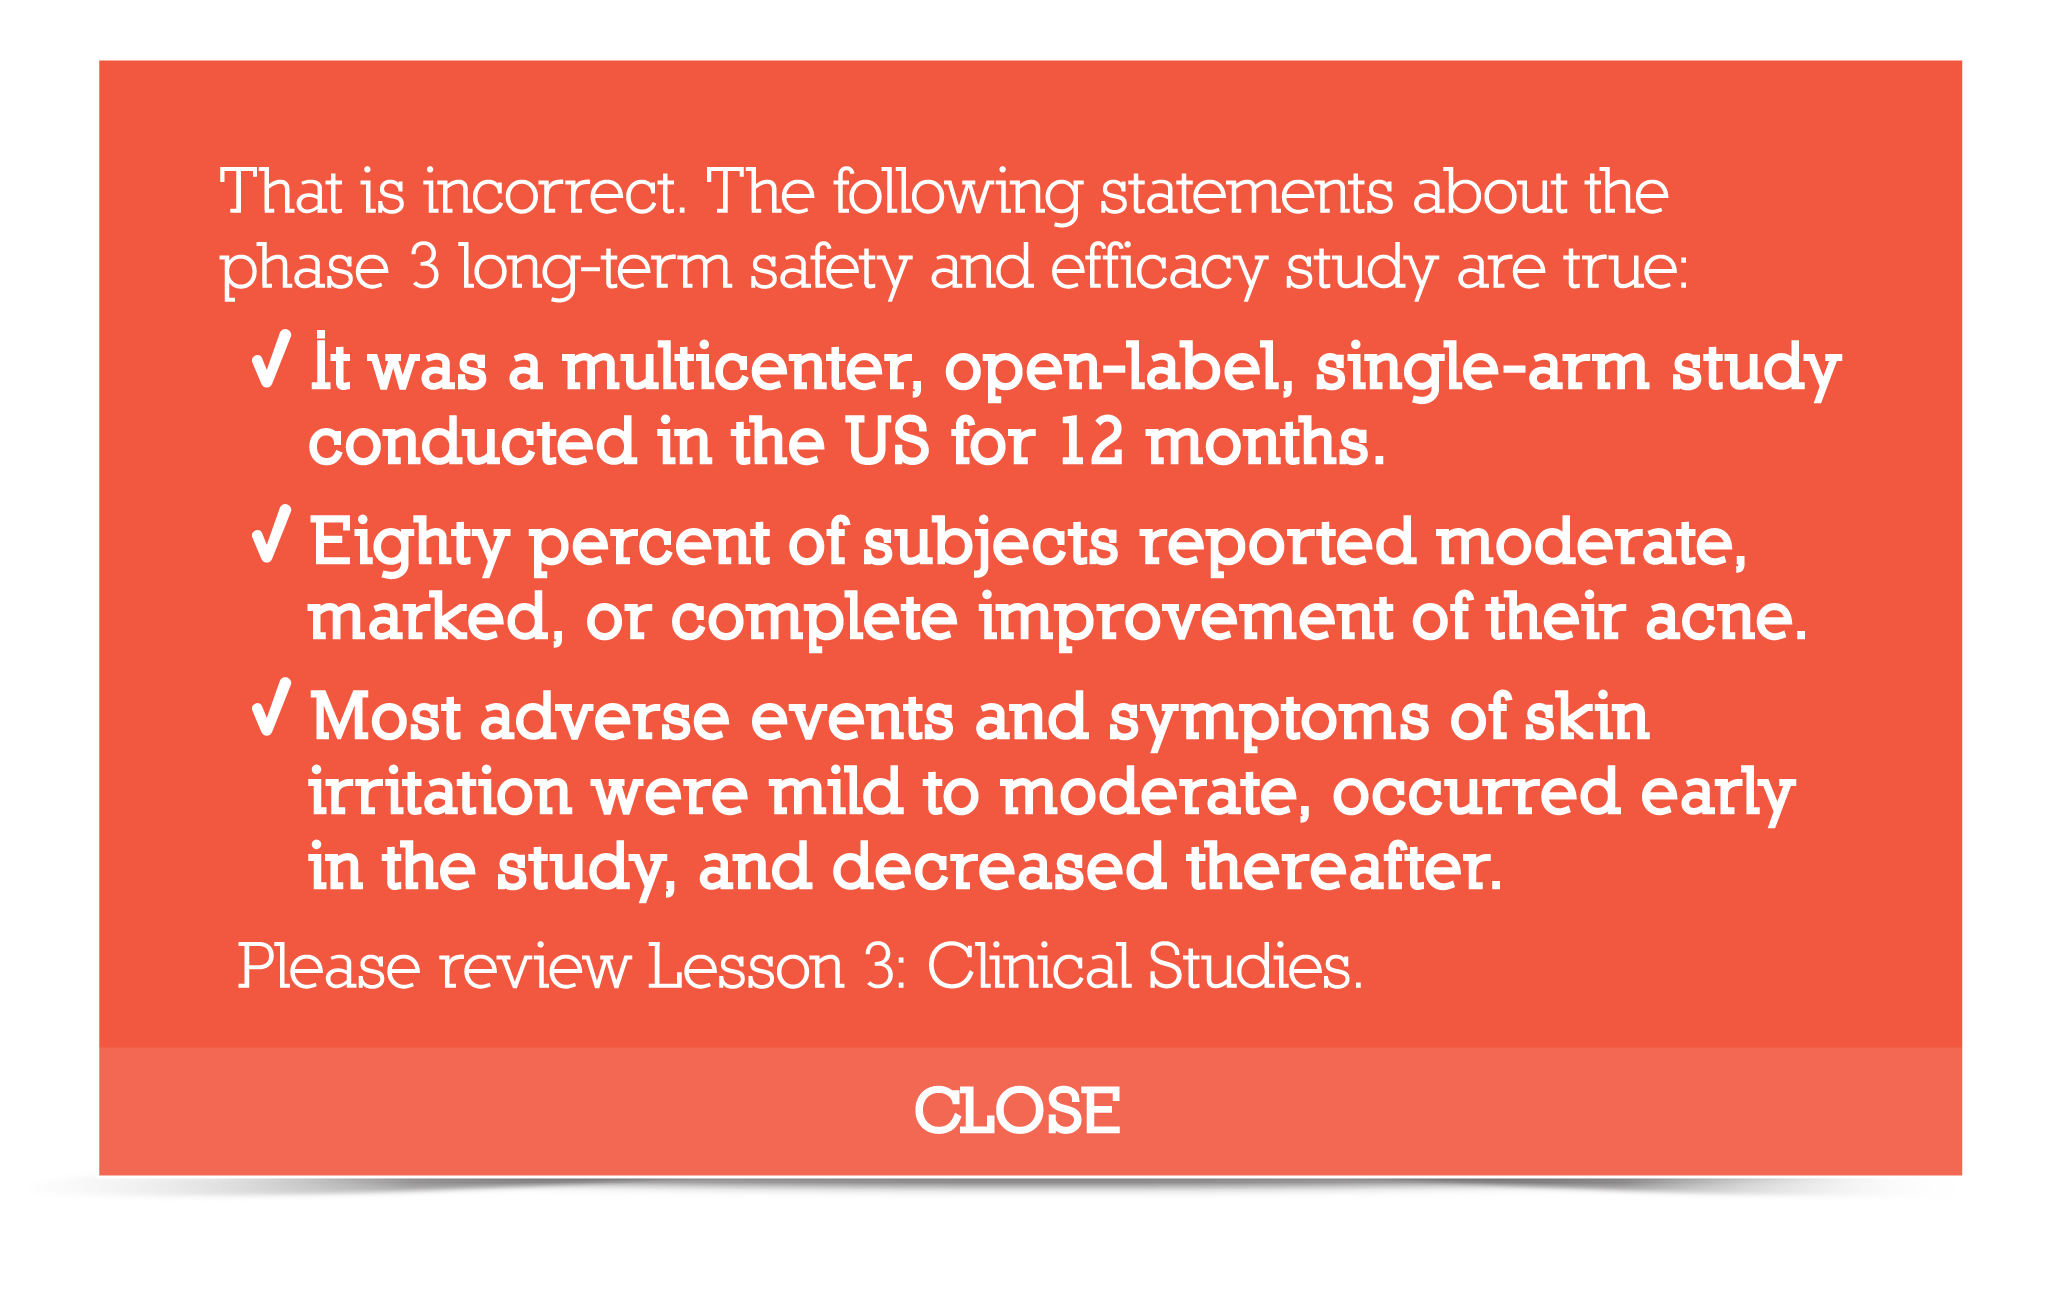 That is incorrect. The following statements about the
phase 3 long-term safety and efficacy study are true:
✓ İt was a multicenter, open-label, single-arm study
conducted in the US for 12 months.
✓ Eighty percent of subjects reported moderate,
marked, or complete improvement of their acne.
✓ Most adverse events and symptoms of skin
irritation were mild to moderate, occurred early
in the study, and decreased thereafter.
Please review Lesson 3: Clinical Studies.
CLOSE